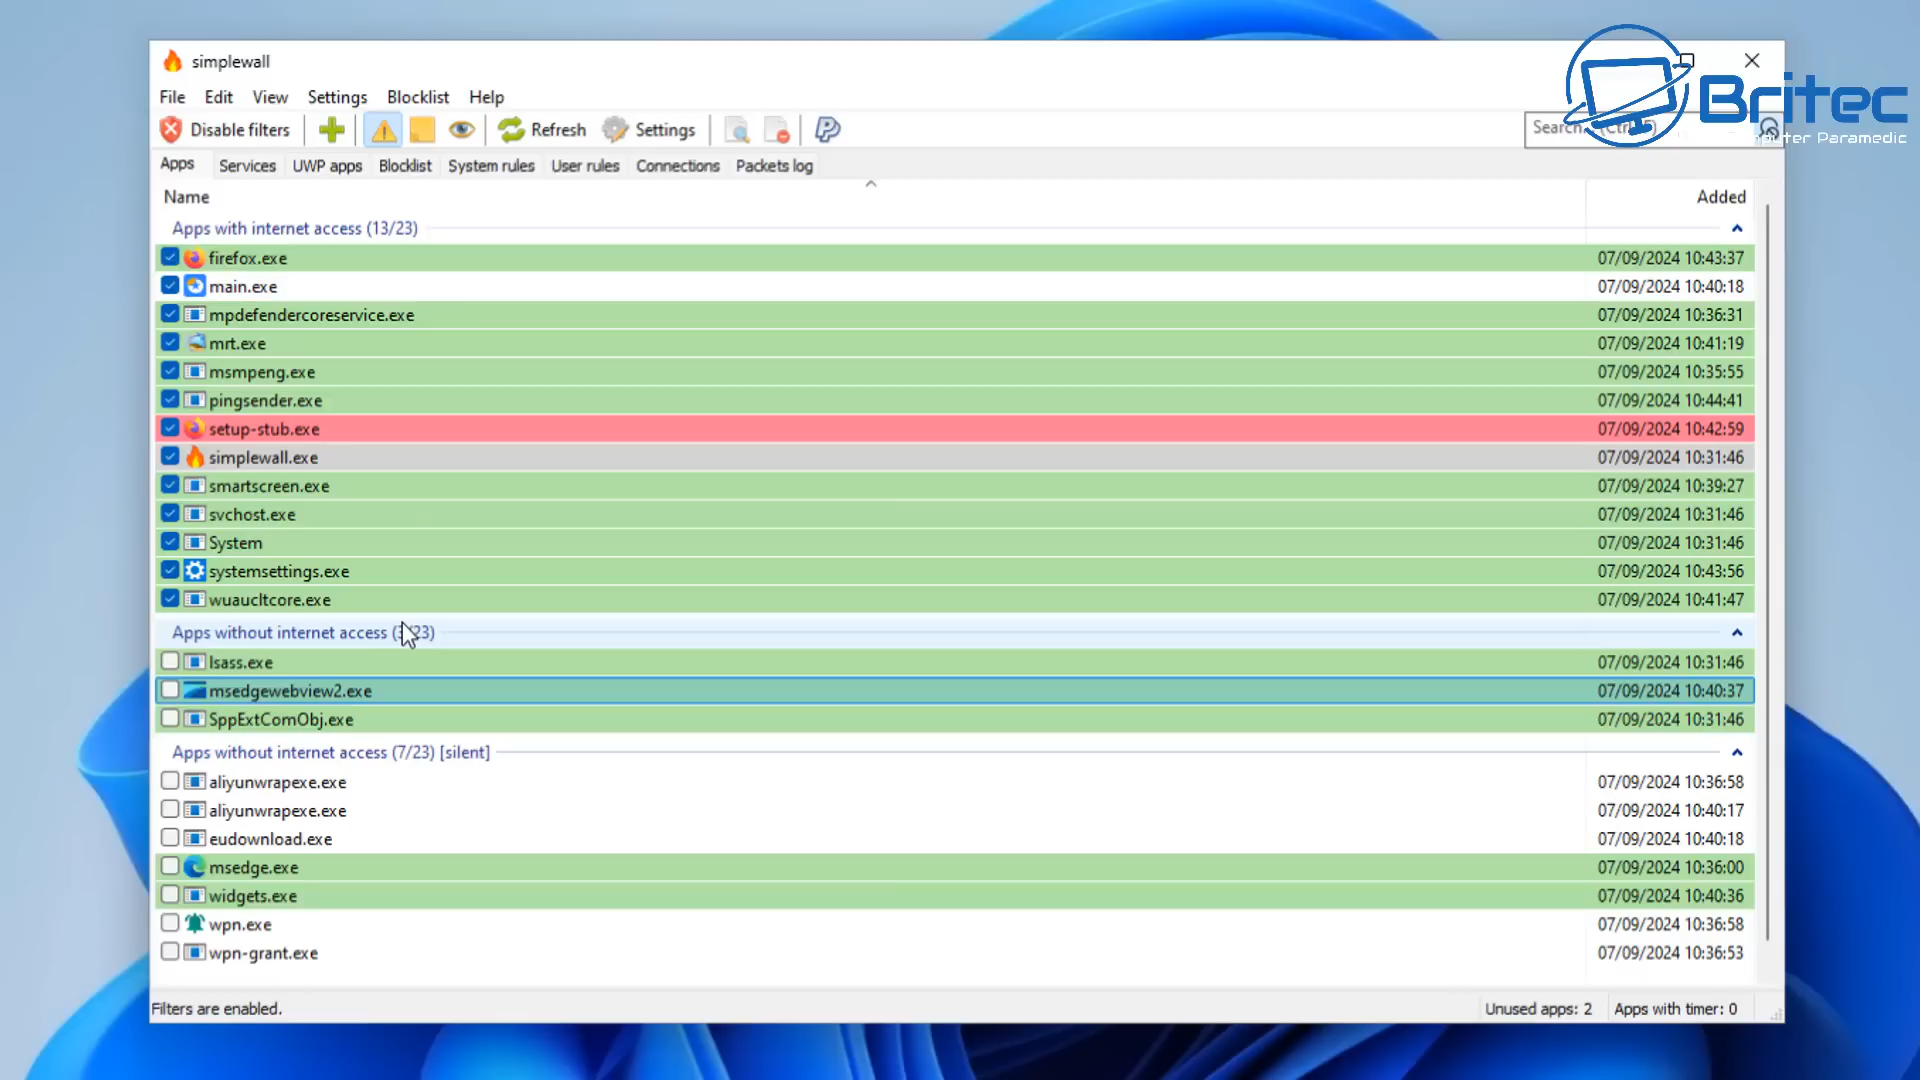 simplewall
Britec
puter Paramedic
File Edit View Settings Blocklist Help
Disable filters Refresh Settings
Apps Services UWP apps Blocklist System rules User rules Connections Packets log
Name Added
Apps with internet access (13/23)
firefox.exe 07/09/2024 10:43:37
main.exe 07/09/2024 10:40:18
mpdefendercoreservice.exe 07/09/2024 10:36:31
mrt.exe 07/09/2024 10:41:19
msmpeng.exe 07/09/2024 10:35:55
pingsender.exe 07/09/2024 10:44:41
setup-stub.exe 07/09/2024 10:42:59
simplewall.exe 07/09/2024 10:31:46
smartscreen.exe 07/09/2024 10:39:27
svchost.exe 07/09/2024 10:31:46
System 07/09/2024 10:31:46
systemsettings.exe 07/09/2024 10:43:56
wuaucltcore.exe 07/09/2024 10:41:47
Apps without internet access (3/23)
lsass.exe 07/09/2024 10:31:46
msedgewebview2.exe 07/09/2024 10:40:37
SppExtComObj.exe 07/09/2024 10:31:46
Apps without internet access (7/23) [silent]
aliyunwrapexe.exe 07/09/2024 10:36:58
aliyunwrapexe.exe 07/09/2024 10:40:17
eudownload.exe 07/09/2024 10:40:18
msedge.exe 07/09/2024 10:36:00
widgets.exe 07/09/2024 10:40:36
wpn.exe 07/09/2024 10:36:58
wpn-grant.exe 07/09/2024 10:36:53
Filters are enabled. Unused apps: 2 Apps with timer: 0